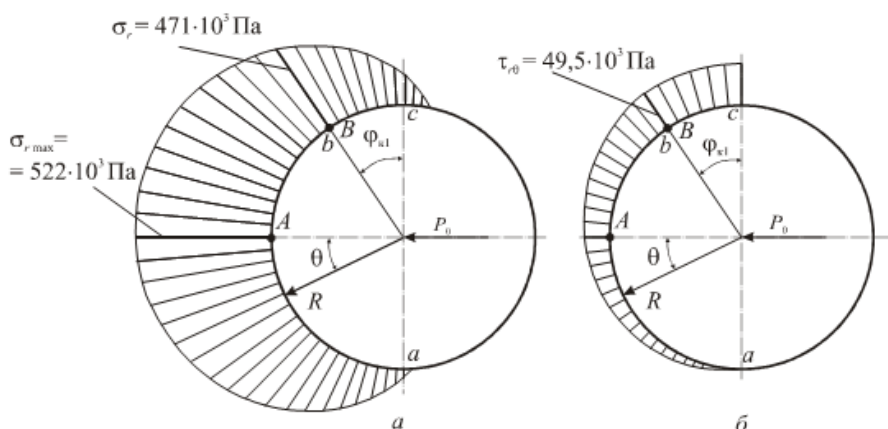 σr = 471·10³ Па
σr max=
= 522·10³ Па
B
b
c
φк1
A
P₀
θ
R
a
а
τrθ = 49,5·10³ Па
B
b
c
φк1
A
P₀
θ
R
a
б